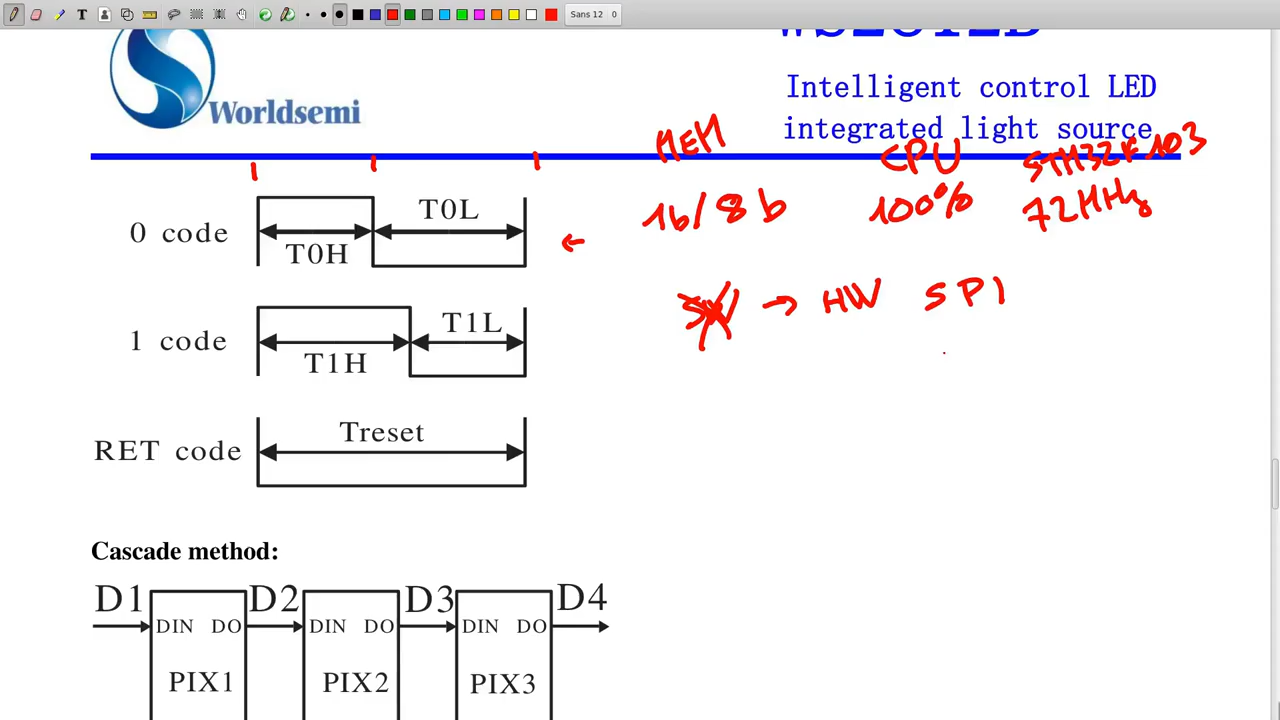 T
Sans 12 0
Worldsemi
Intelligent control LED
integrated light source
MEM CPU STM32F103
16/8b 100% 72MHz
0 code T0H T0L
← 
→ HW SPI
1 code T1H T1L
RET code Treset
Cascade method:
D1 D2 D3 D4
DIN DO DIN DO DIN DO
PIX1 PIX2 PIX3